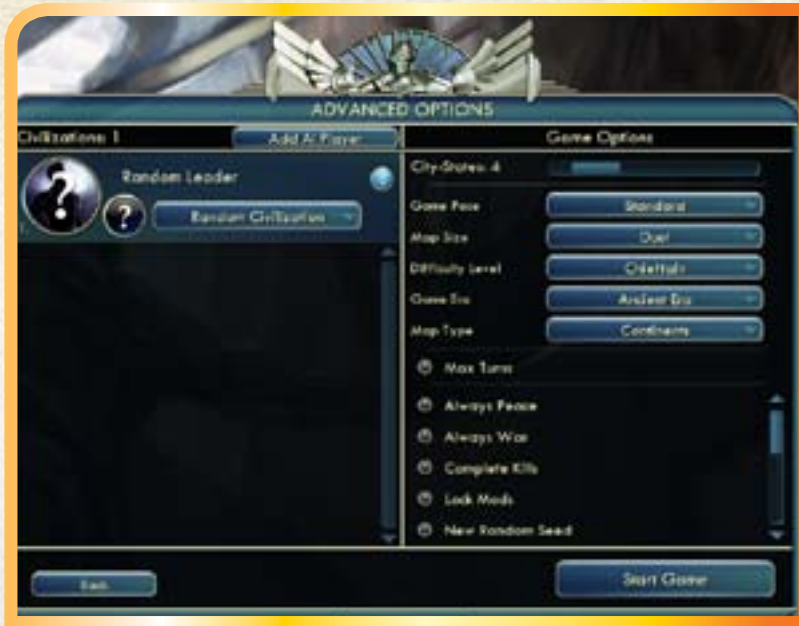 ADVANCED OPTIONS
Civilizations: 1
Add AI Player
Game Options
?
Random Leader
?
Random Civilization
1.
City-States: 4
Game Pace
Standard
Map Size
Duel
Difficulty Level
Chieftain
Game Era
Ancient Era
Map Type
Continents
Max Turns
Always Peace
Always War
Complete Kills
Lock Mods
New Random Seed
Back
Start Game